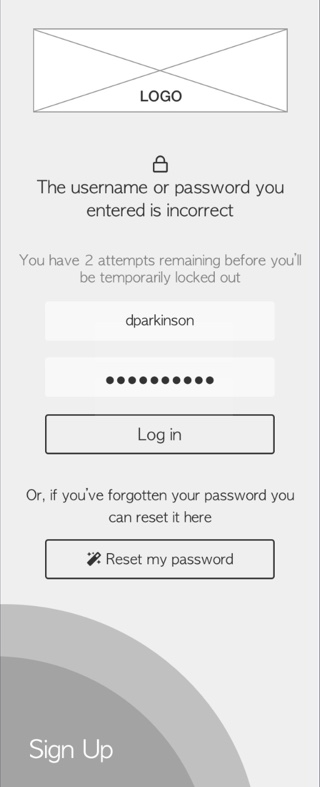 LOGO
The username or password you
entered is incorrect
You have 2 attempts remaining before you'll
be temporarily locked out
dparkinson
●●●●●●●●●●
Log in
Or, if you've forgotten your password you
can reset it here
Reset my password
Sign Up